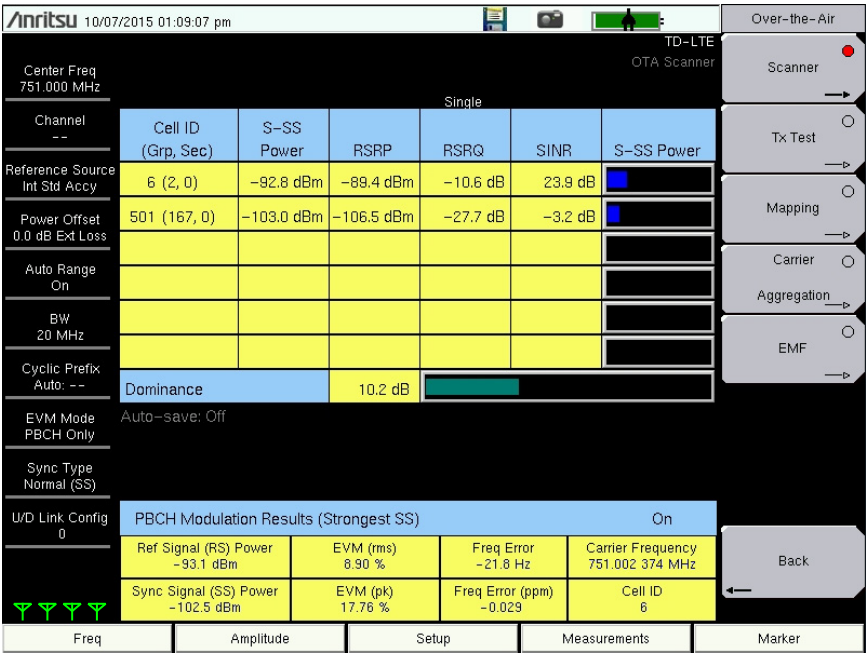 Anritsu 10/07/2015 01:09:07 pm
Over-the-Air
TD-LTE
OTA Scanner
Center Freq
751.000 MHz
Channel
--
Reference Source
Int Std Accy
Power Offset
0.0 dB Ext Loss
Auto Range
On
BW
20 MHz
Cyclic Prefix
Auto: --
EVM Mode
PBCH Only
Sync Type
Normal (SS)
U/D Link Config
0
Single
Cell ID
(Grp, Sec)
S-SS
Power
RSRP
RSRQ
SINR
S-SS Power
6 (2, 0) -92.8 dBm -89.4 dBm -10.6 dB 23.9 dB
501 (167, 0) -103.0 dBm -106.5 dBm -27.7 dB -3.2 dB
Dominance 10.2 dB
Auto-save: Off
PBCH Modulation Results (Strongest SS) On
Ref Signal (RS) Power
-93.1 dBm
EVM (rms)
8.90 %
Freq Error
-21.8 Hz
Carrier Frequency
751.002 374 MHz
Sync Signal (SS) Power
-102.5 dBm
EVM (pk)
17.76 %
Freq Error (ppm)
-0.029
Cell ID
6
Scanner
Tx Test
Mapping
Carrier
Aggregation
EMF
Back
Freq Amplitude Setup Measurements Marker